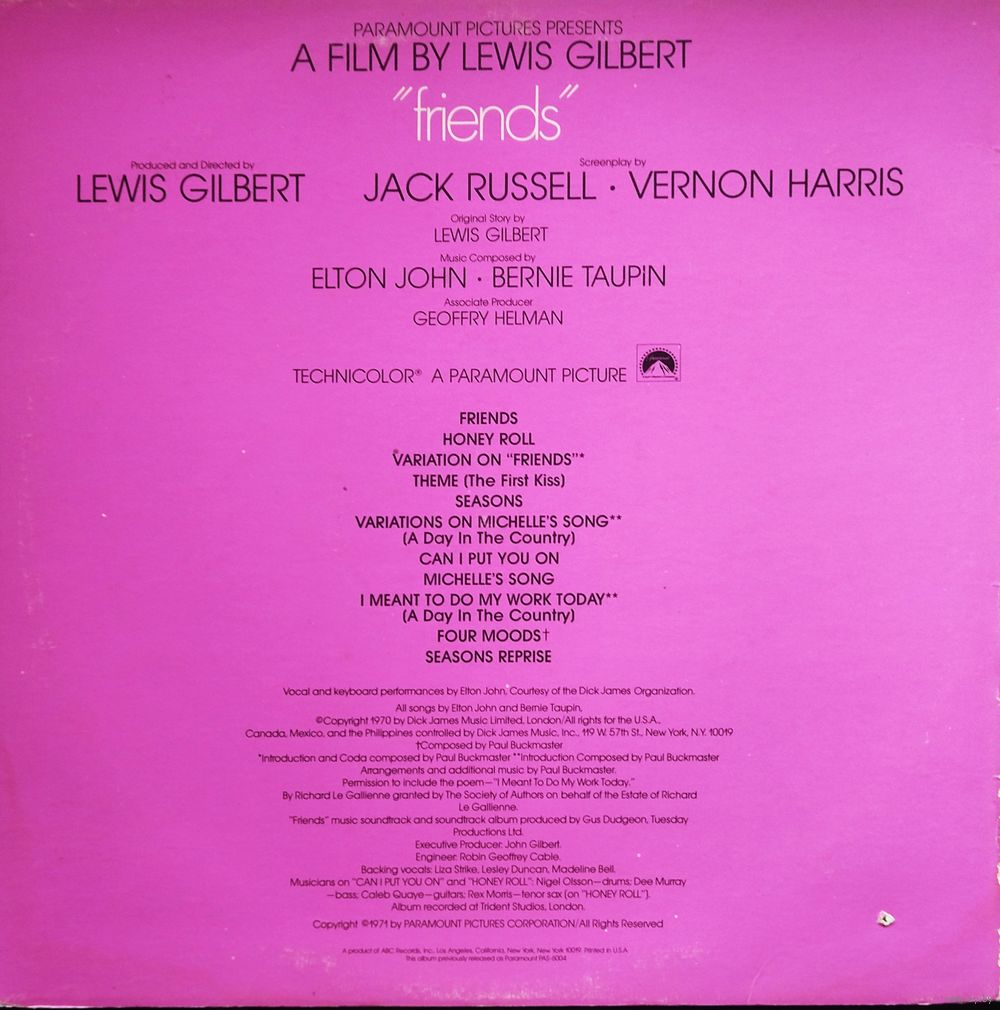 PARAMOUNT PICTURES PRESENTS
A FILM BY LEWIS GILBERT
"friends"
Produced and Directed by
LEWIS GILBERT
Screenplay by
JACK RUSSELL • VERNON HARRIS
Original Story by
LEWIS GILBERT
Music Composed by
ELTON JOHN • BERNIE TAUPIN
Associate Producer
GEOFFRY HELMAN
TECHNICOLOR® A PARAMOUNT PICTURE
Paramount
FRIENDS
HONEY ROLL
VARIATION ON "FRIENDS"*
THEME (The First Kiss)
SEASONS
VARIATIONS ON MICHELLE'S SONG**
(A Day In The Country)
CAN I PUT YOU ON
MICHELLE'S SONG
I MEANT TO DO MY WORK TODAY**
(A Day In The Country)
FOUR MOODS†
SEASONS REPRISE
Vocal and keyboard performances by Elton John, Courtesy of the Dick James Organization.
All songs by Elton John and Bernie Taupin,
©Copyright 1970 by Dick James Music Limited, London/All rights for the U.S.A.,
Canada, Mexico, and the Philippines controlled by Dick James Music, Inc., 119 W. 57th St., New York, N.Y. 10019
†Composed by Paul Buckmaster
*Introduction and Coda composed by Paul Buckmaster **Introduction Composed by Paul Buckmaster
Arrangements and additional music by Paul Buckmaster.
Permission to include the poem—"I Meant To Do My Work Today."
By Richard Le Gallienne granted by The Society of Authors on behalf of the Estate of Richard
Le Gallienne.
"Friends" music soundtrack and soundtrack album produced by Gus Dudgeon, Tuesday
Productions Ltd.
Executive Producer: John Gilbert.
Engineer: Robin Geoffrey Cable.
Backing vocals: Liza Strike, Lesley Duncan, Madeline Bell.
Musicians on "CAN I PUT YOU ON" and "HONEY ROLL": Nigel Olsson—drums; Dee Murray
—bass; Caleb Quaye—guitars; Rex Morris—tenor sax (on "HONEY ROLL").
Album recorded at Trident Studios, London.
Copyright ©1971 by PARAMOUNT PICTURES CORPORATION/All Rights Reserved
A product of ABC Records, Inc., Los Angeles, California, New York, New York 10019. Printed in U.S.A.
This album previously released as Paramount PAS-6004